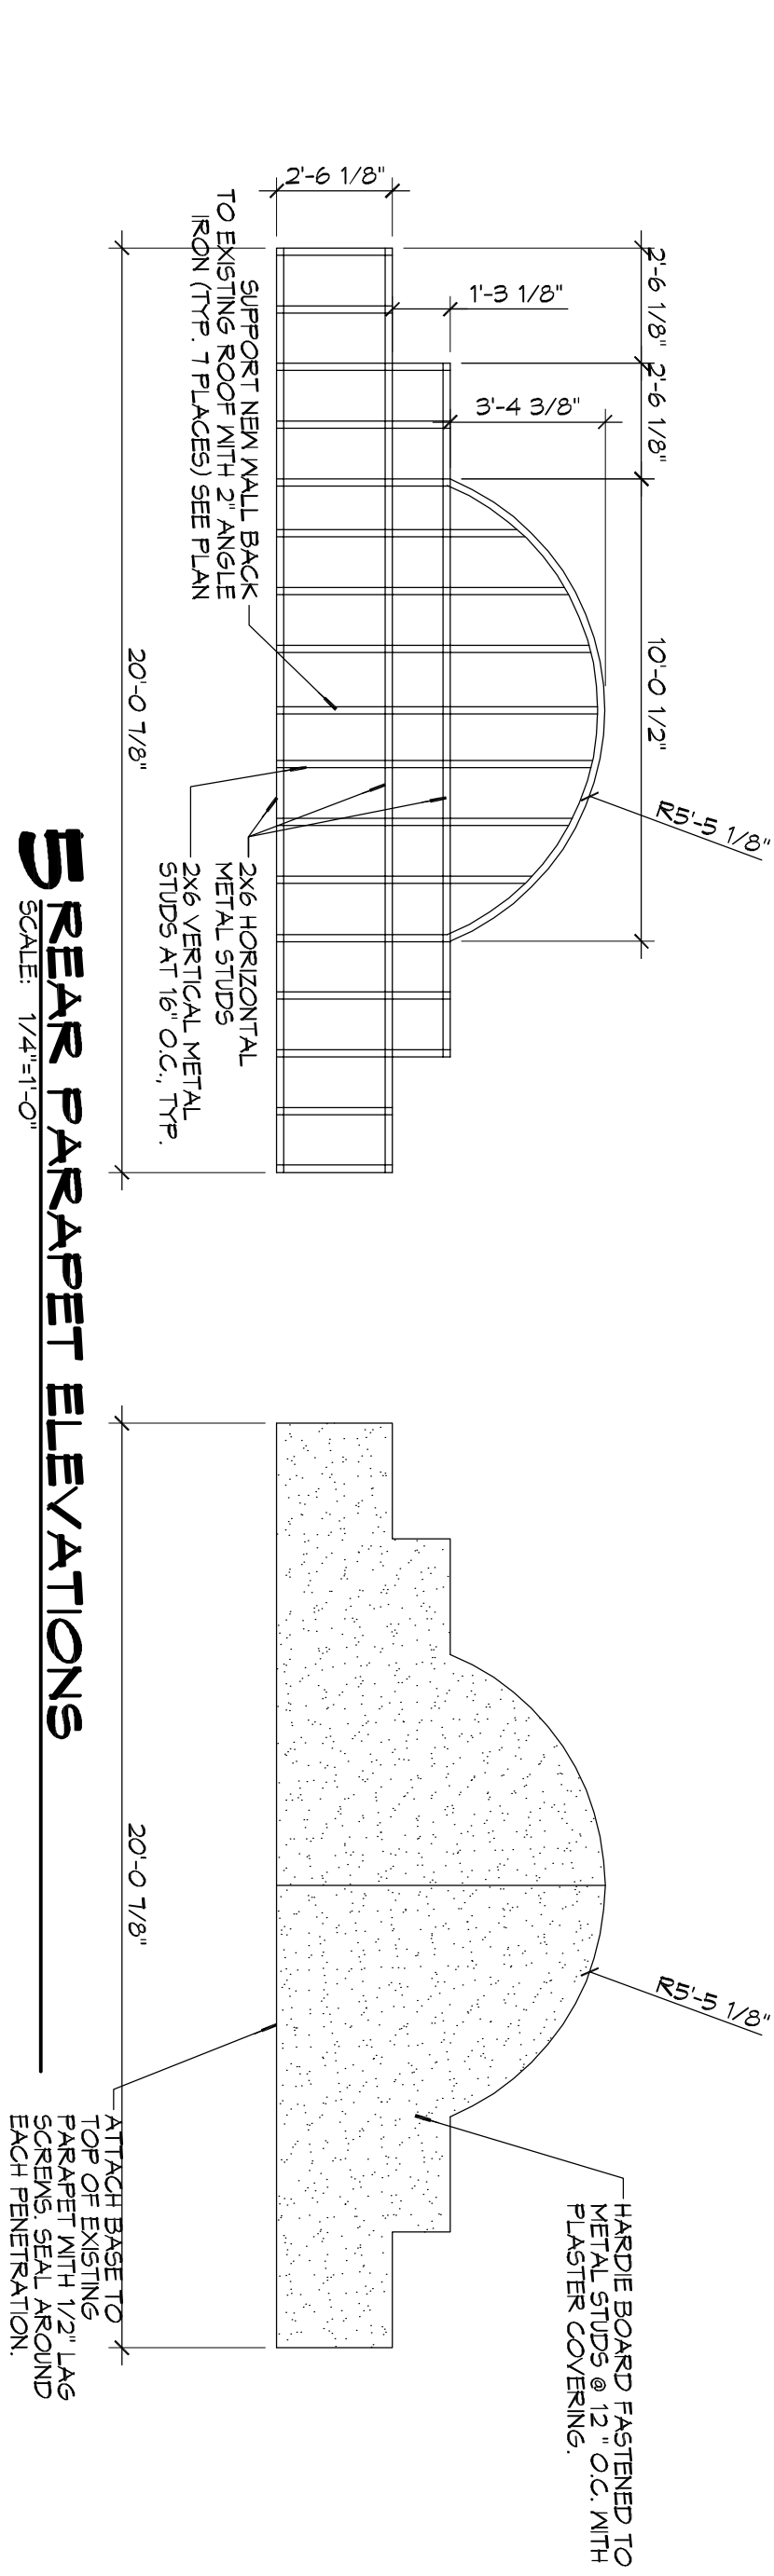 2'-6 1/8"
2'-6 1/8"
10'-0 1/2"
R5'-5 1/8"
3'-4 3/8"
1'-3 1/8"
2'-6 1/8"
SUPPORT NEW WALL BACK
TO EXISTING ROOF WITH 2" ANGLE
IRON (TYP. 7 PLACES) SEE PLAN
2X6 HORIZONTAL
METAL STUDS
2X6 VERTICAL METAL
STUDS AT 16" O.C., TYP.
20'-0 7/8"
R5'-5 1/8"
HARDIE BOARD FASTENED TO
METAL STUDS @ 12 " O.C. WITH
PLASTER COVERING.
20'-0 7/8"
ATTACH BASE TO
TOP OF EXISTING
PARAPET WITH 1/2" LAG
SCREWS. SEAL AROUND
EACH PENETRATION.
5 REAR PARAPET ELEVATIONS
SCALE: 1/4"=1'-0"